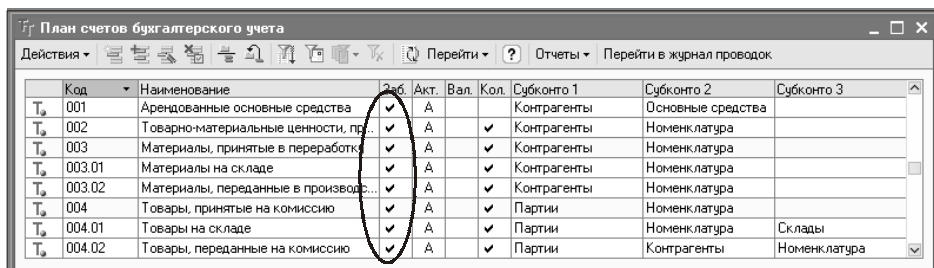 План счетов бухгалтерского учета
Действия Перейти ? Отчеты Перейти в журнал проводок
Код Наименование Заб. Акт. Вал. Кол. Субконто 1 Субконто 2 Субконто 3
001 Арендованные основные средства ✔ А Контрагенты Основные средства
002 Товарно-материальные ценности, пр... ✔ А ✔ Контрагенты Номенклатура
003 Материалы, принятые в переработку ✔ А ✔ Контрагенты Номенклатура
003.01 Материалы на складе ✔ А ✔ Контрагенты Номенклатура
003.02 Материалы, переданные в производс... ✔ А ✔ Контрагенты Номенклатура
004 Товары, принятые на комиссию ✔ А ✔ Партии Номенклатура
004.01 Товары на складе ✔ А ✔ Партии Номенклатура Склады
004.02 Товары, переданные на комиссию ✔ А ✔ Партии Контрагенты Номенклатура